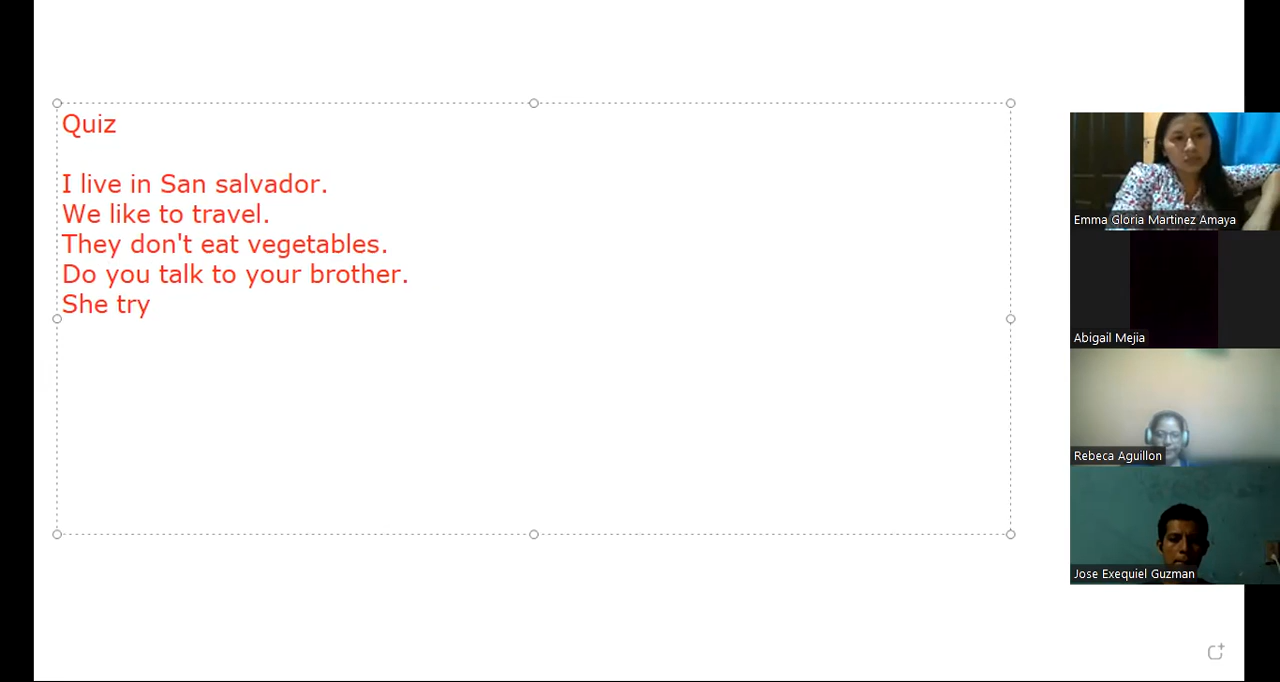 Quiz
I live in San salvador.
We like to travel.
They don't eat vegetables.
Do you talk to your brother.
She try
Emma Gloria Martinez Amaya
Abigail Mejia
Rebeca Aguillon
Jose Exequiel Guzman